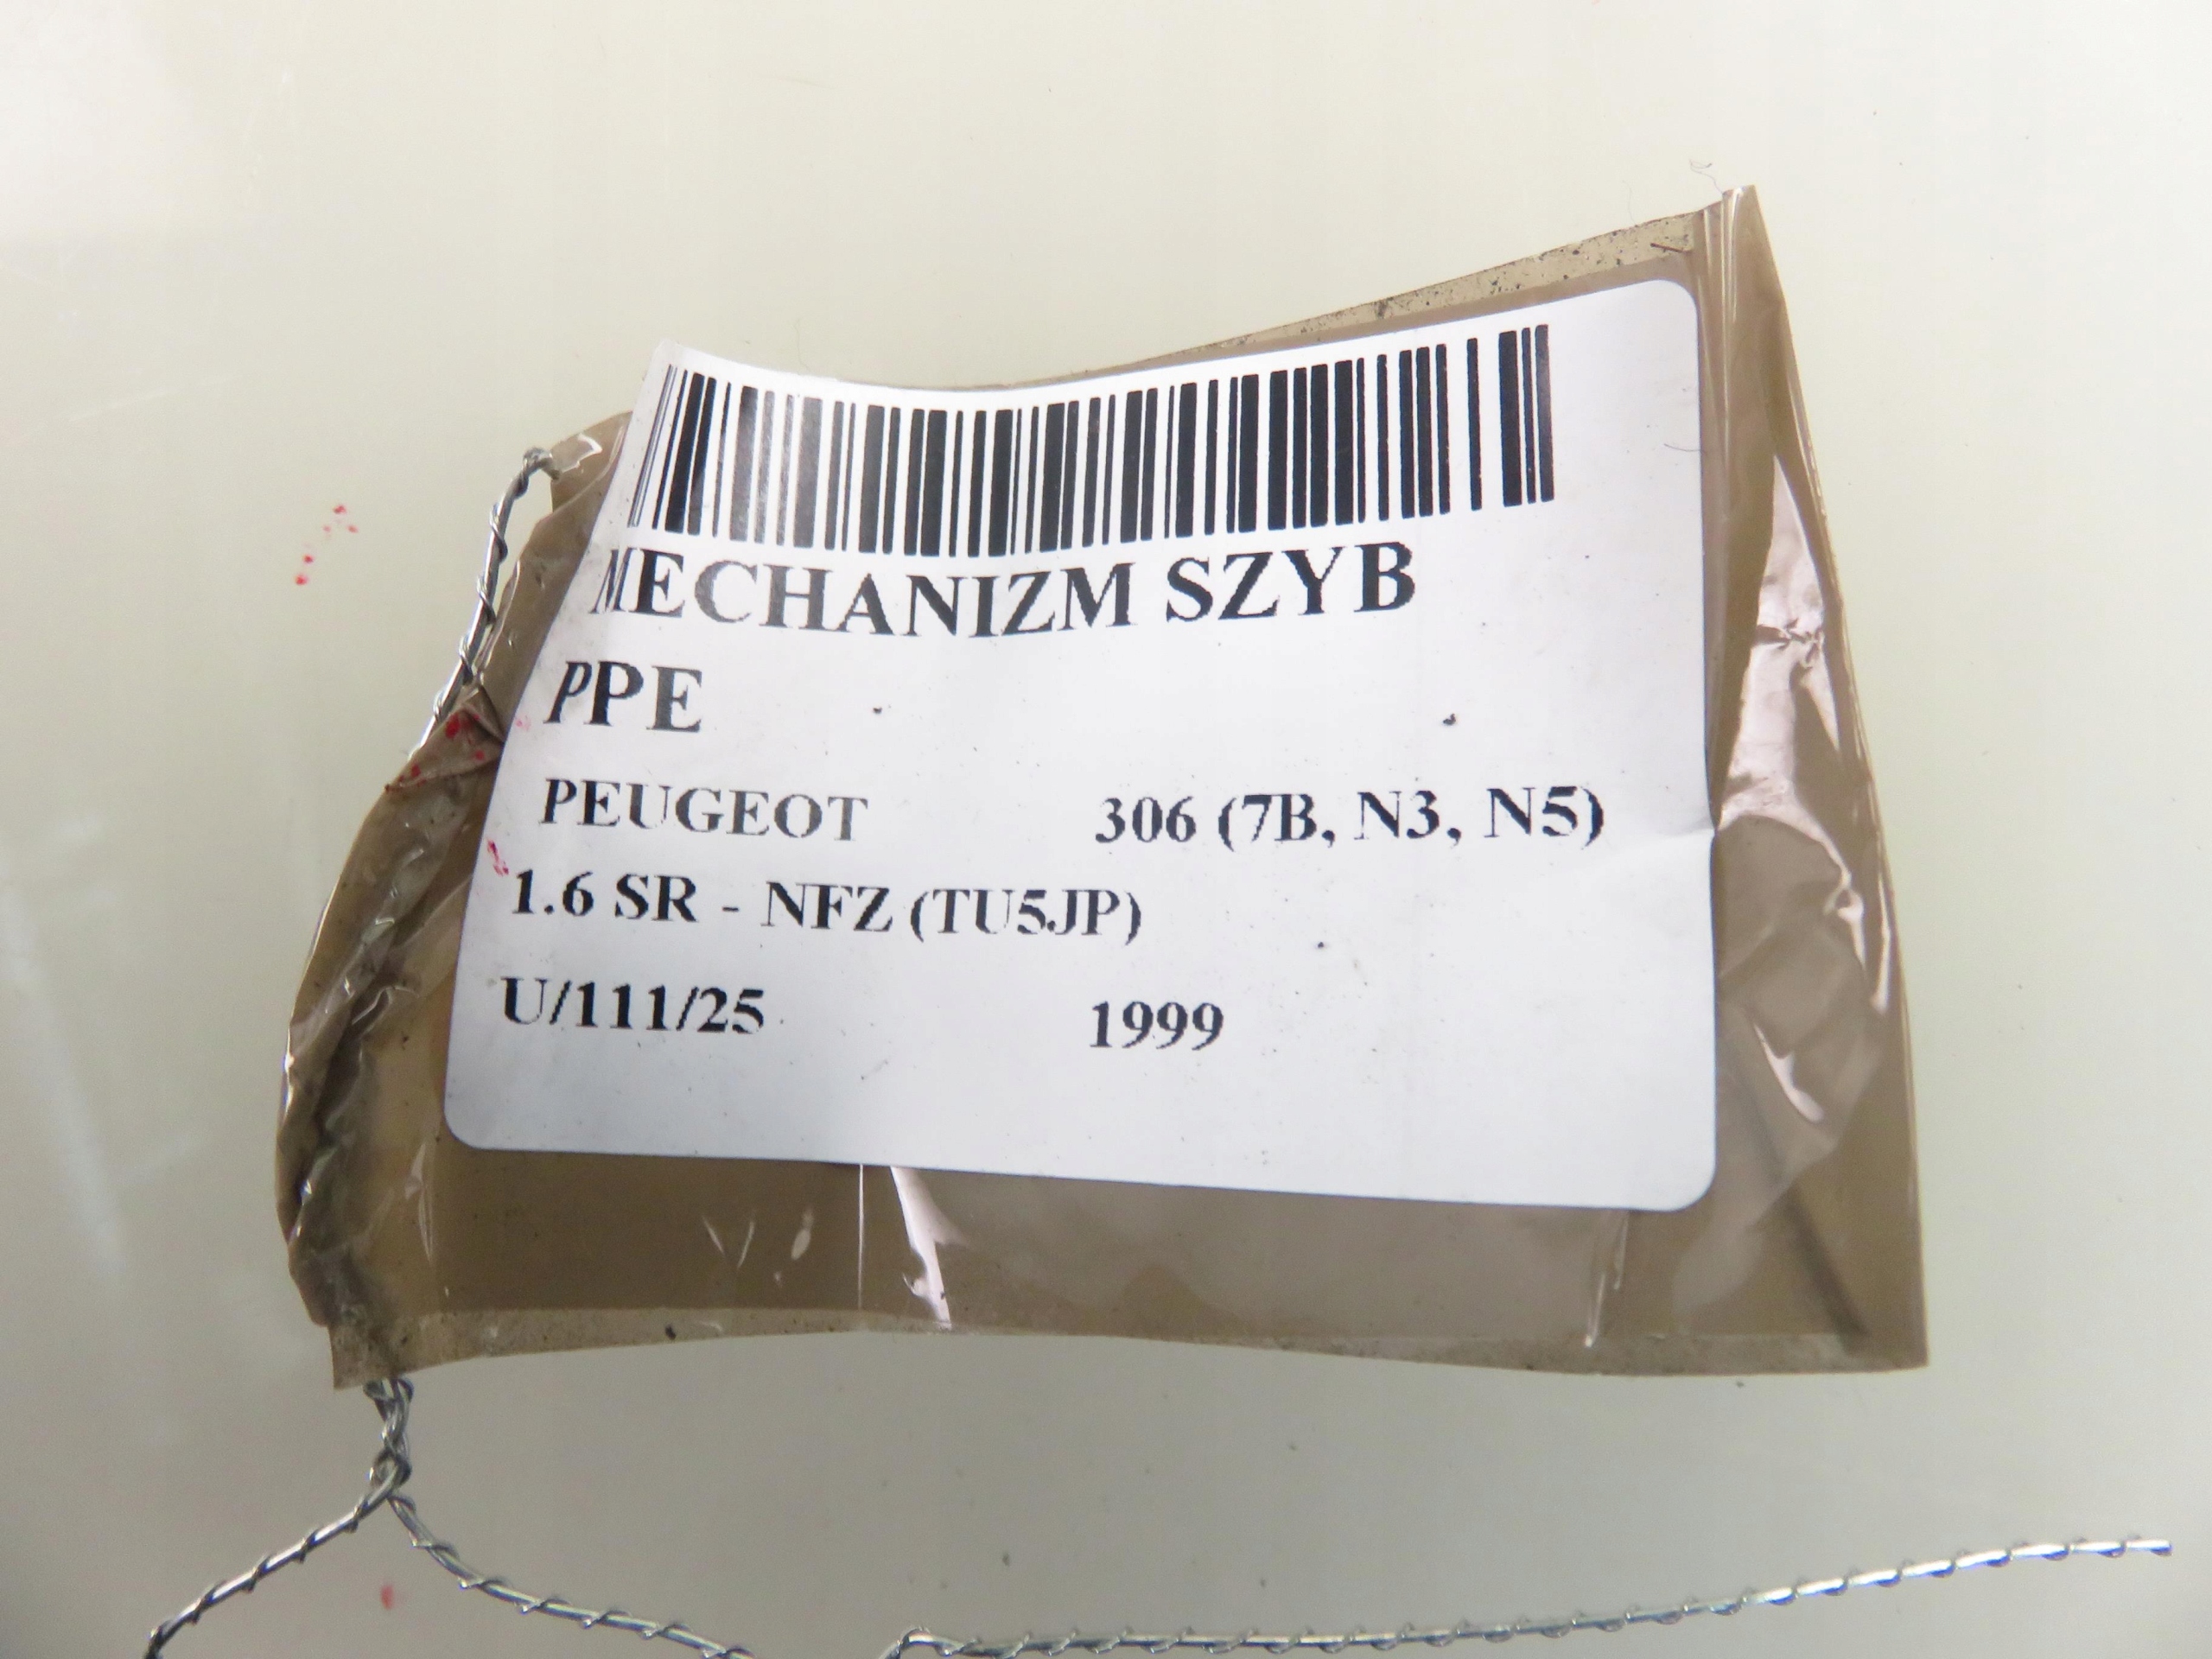 MECHANIZM SZYB
PPE
PEUGEOT 306 (7B, N3, N5)
1.6 SR - NFZ (TU5JP)
U/111/25 1999